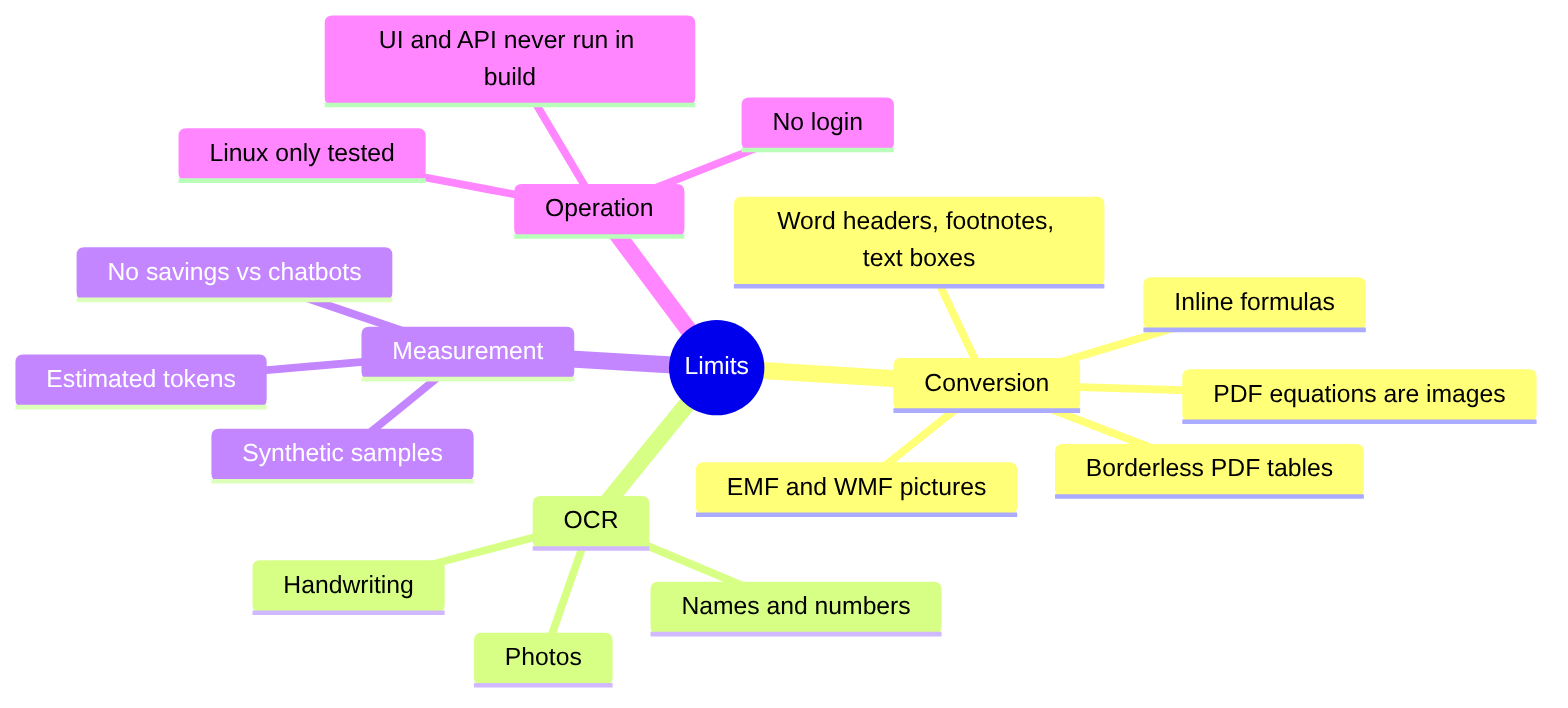 UI and API never run in
build
No login
Linux only tested
Operation
Word headers, footnotes,
text boxes
No savings vs chatbots
Inline formulas
Measurement
Limits
Conversion
Estimated tokens
PDF equations are images
Synthetic samples
Borderless PDF tables
EMF and WMF pictures
OCR
Handwriting
Names and numbers
Photos